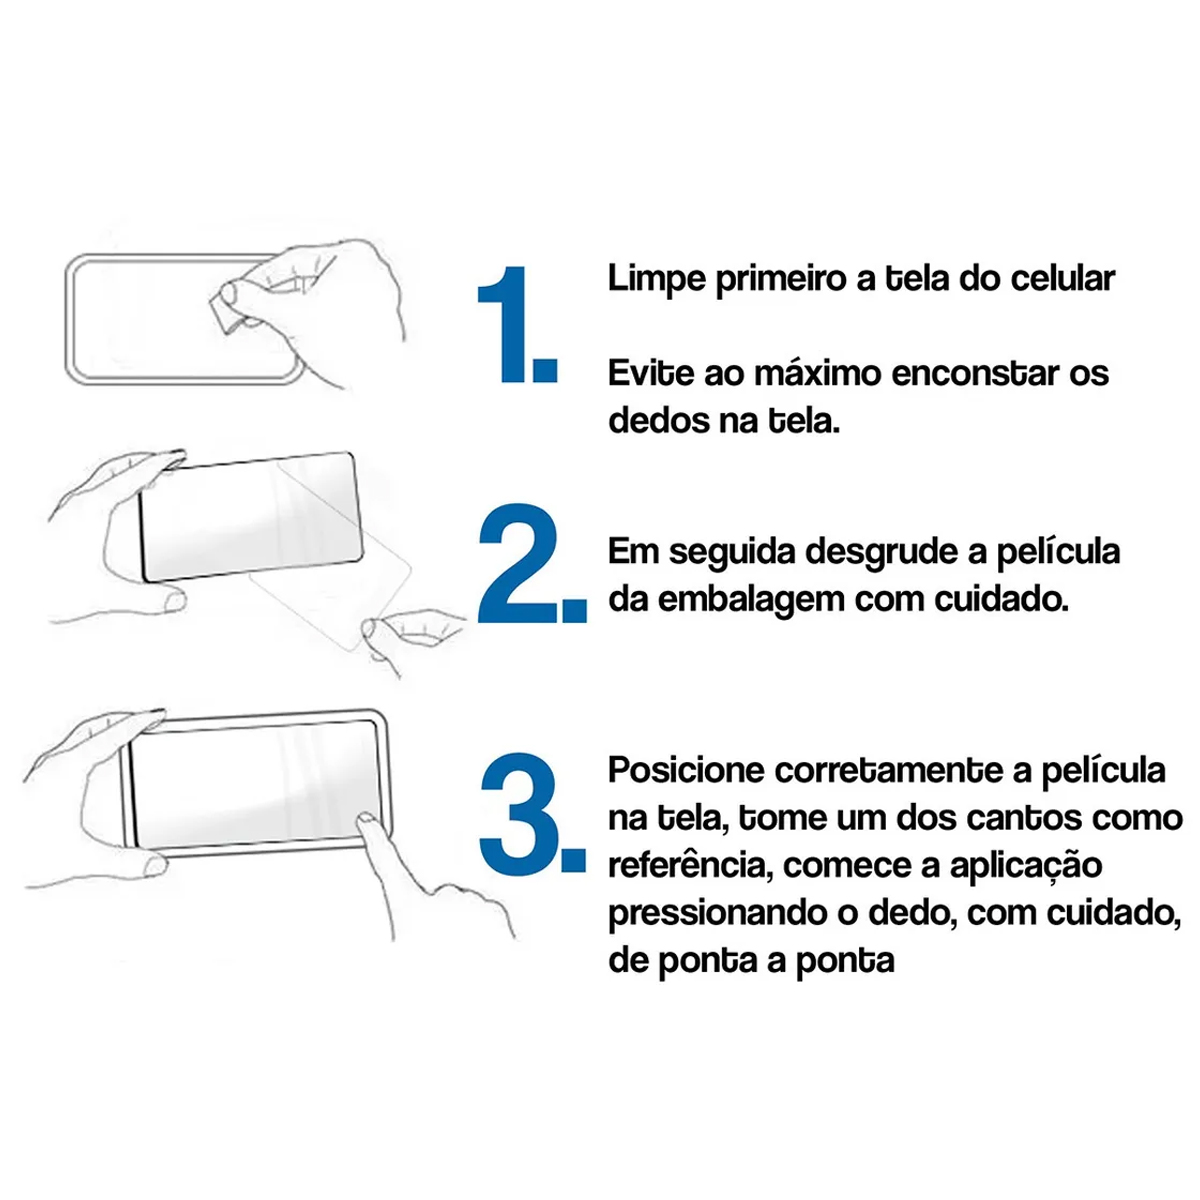 1.
Limpe primeiro a tela do celular
Evite ao máximo enconstar os
dedos na tela.
2.
Em seguida desgrude a película
da embalagem com cuidado.
3.
Posicione corretamente a película
na tela, tome um dos cantos como
referência, comece a aplicação
pressionando o dedo, com cuidado,
de ponta a ponta